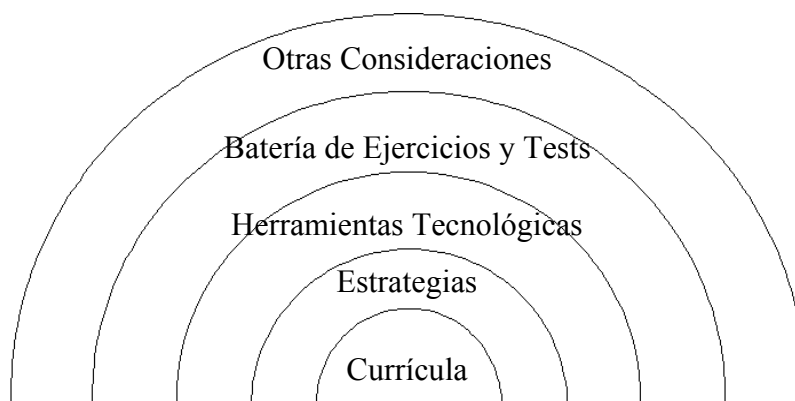 Otras Consideraciones
Batería de Ejercicios y Tests
Herramientas Tecnológicas
Estrategias
Currícula